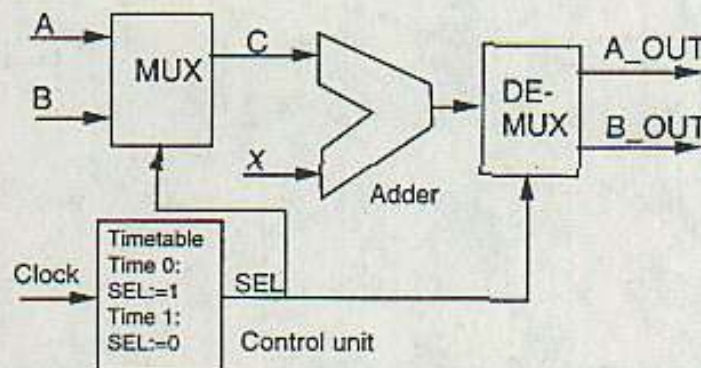 A
B
MUX
C
X
Adder
DE-
MUX
A_OUT
B_OUT
Clock
Timetable
Time 0:
SEL:=1
Time 1:
SEL:=0
SEL
Control unit